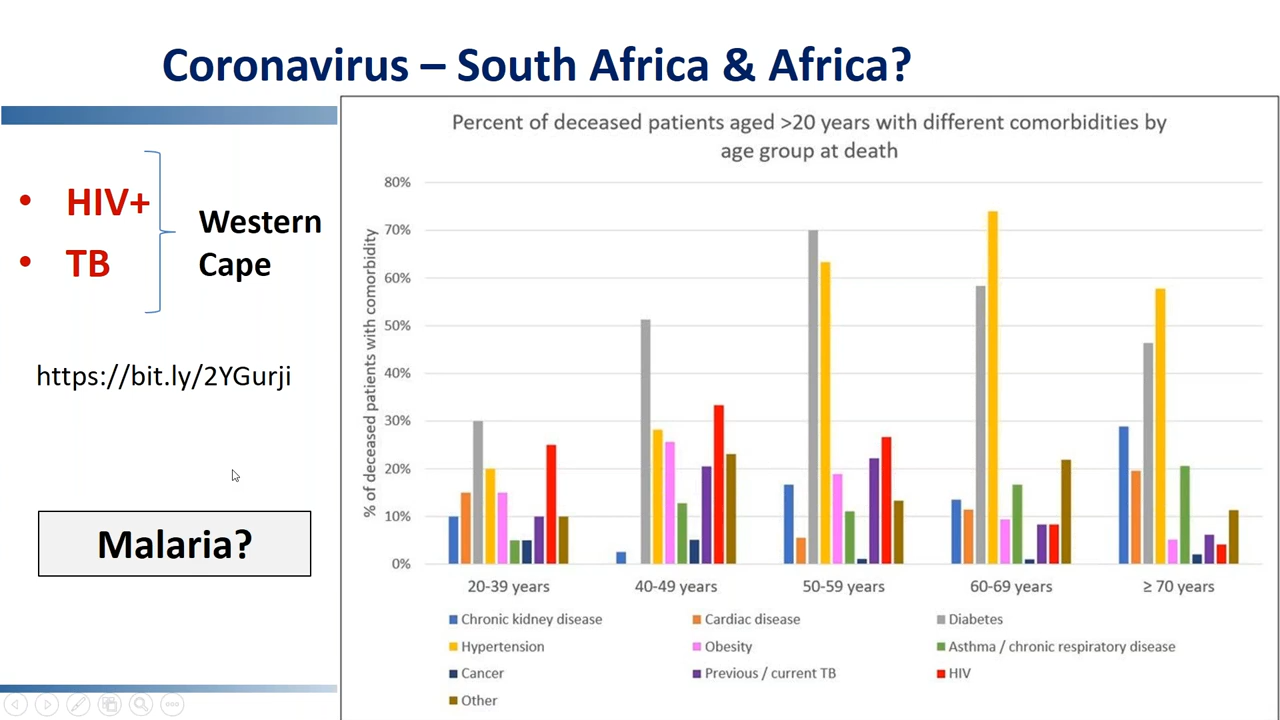 Coronavirus – South Africa & Africa?
• HIV+
• TB
Western
Cape
https://bit.ly/2YGurji
Malaria?
Percent of deceased patients aged >20 years with different comorbidities by
age group at death
% of deceased patients with comorbidity
80%
70%
60%
50%
40%
30%
20%
10%
0%
20-39 years
40-49 years
50-59 years
60-69 years
≥ 70 years
Chronic kidney disease
Cardiac disease
Diabetes
Hypertension
Obesity
Asthma / chronic respiratory disease
Cancer
Previous / current TB
HIV
Other